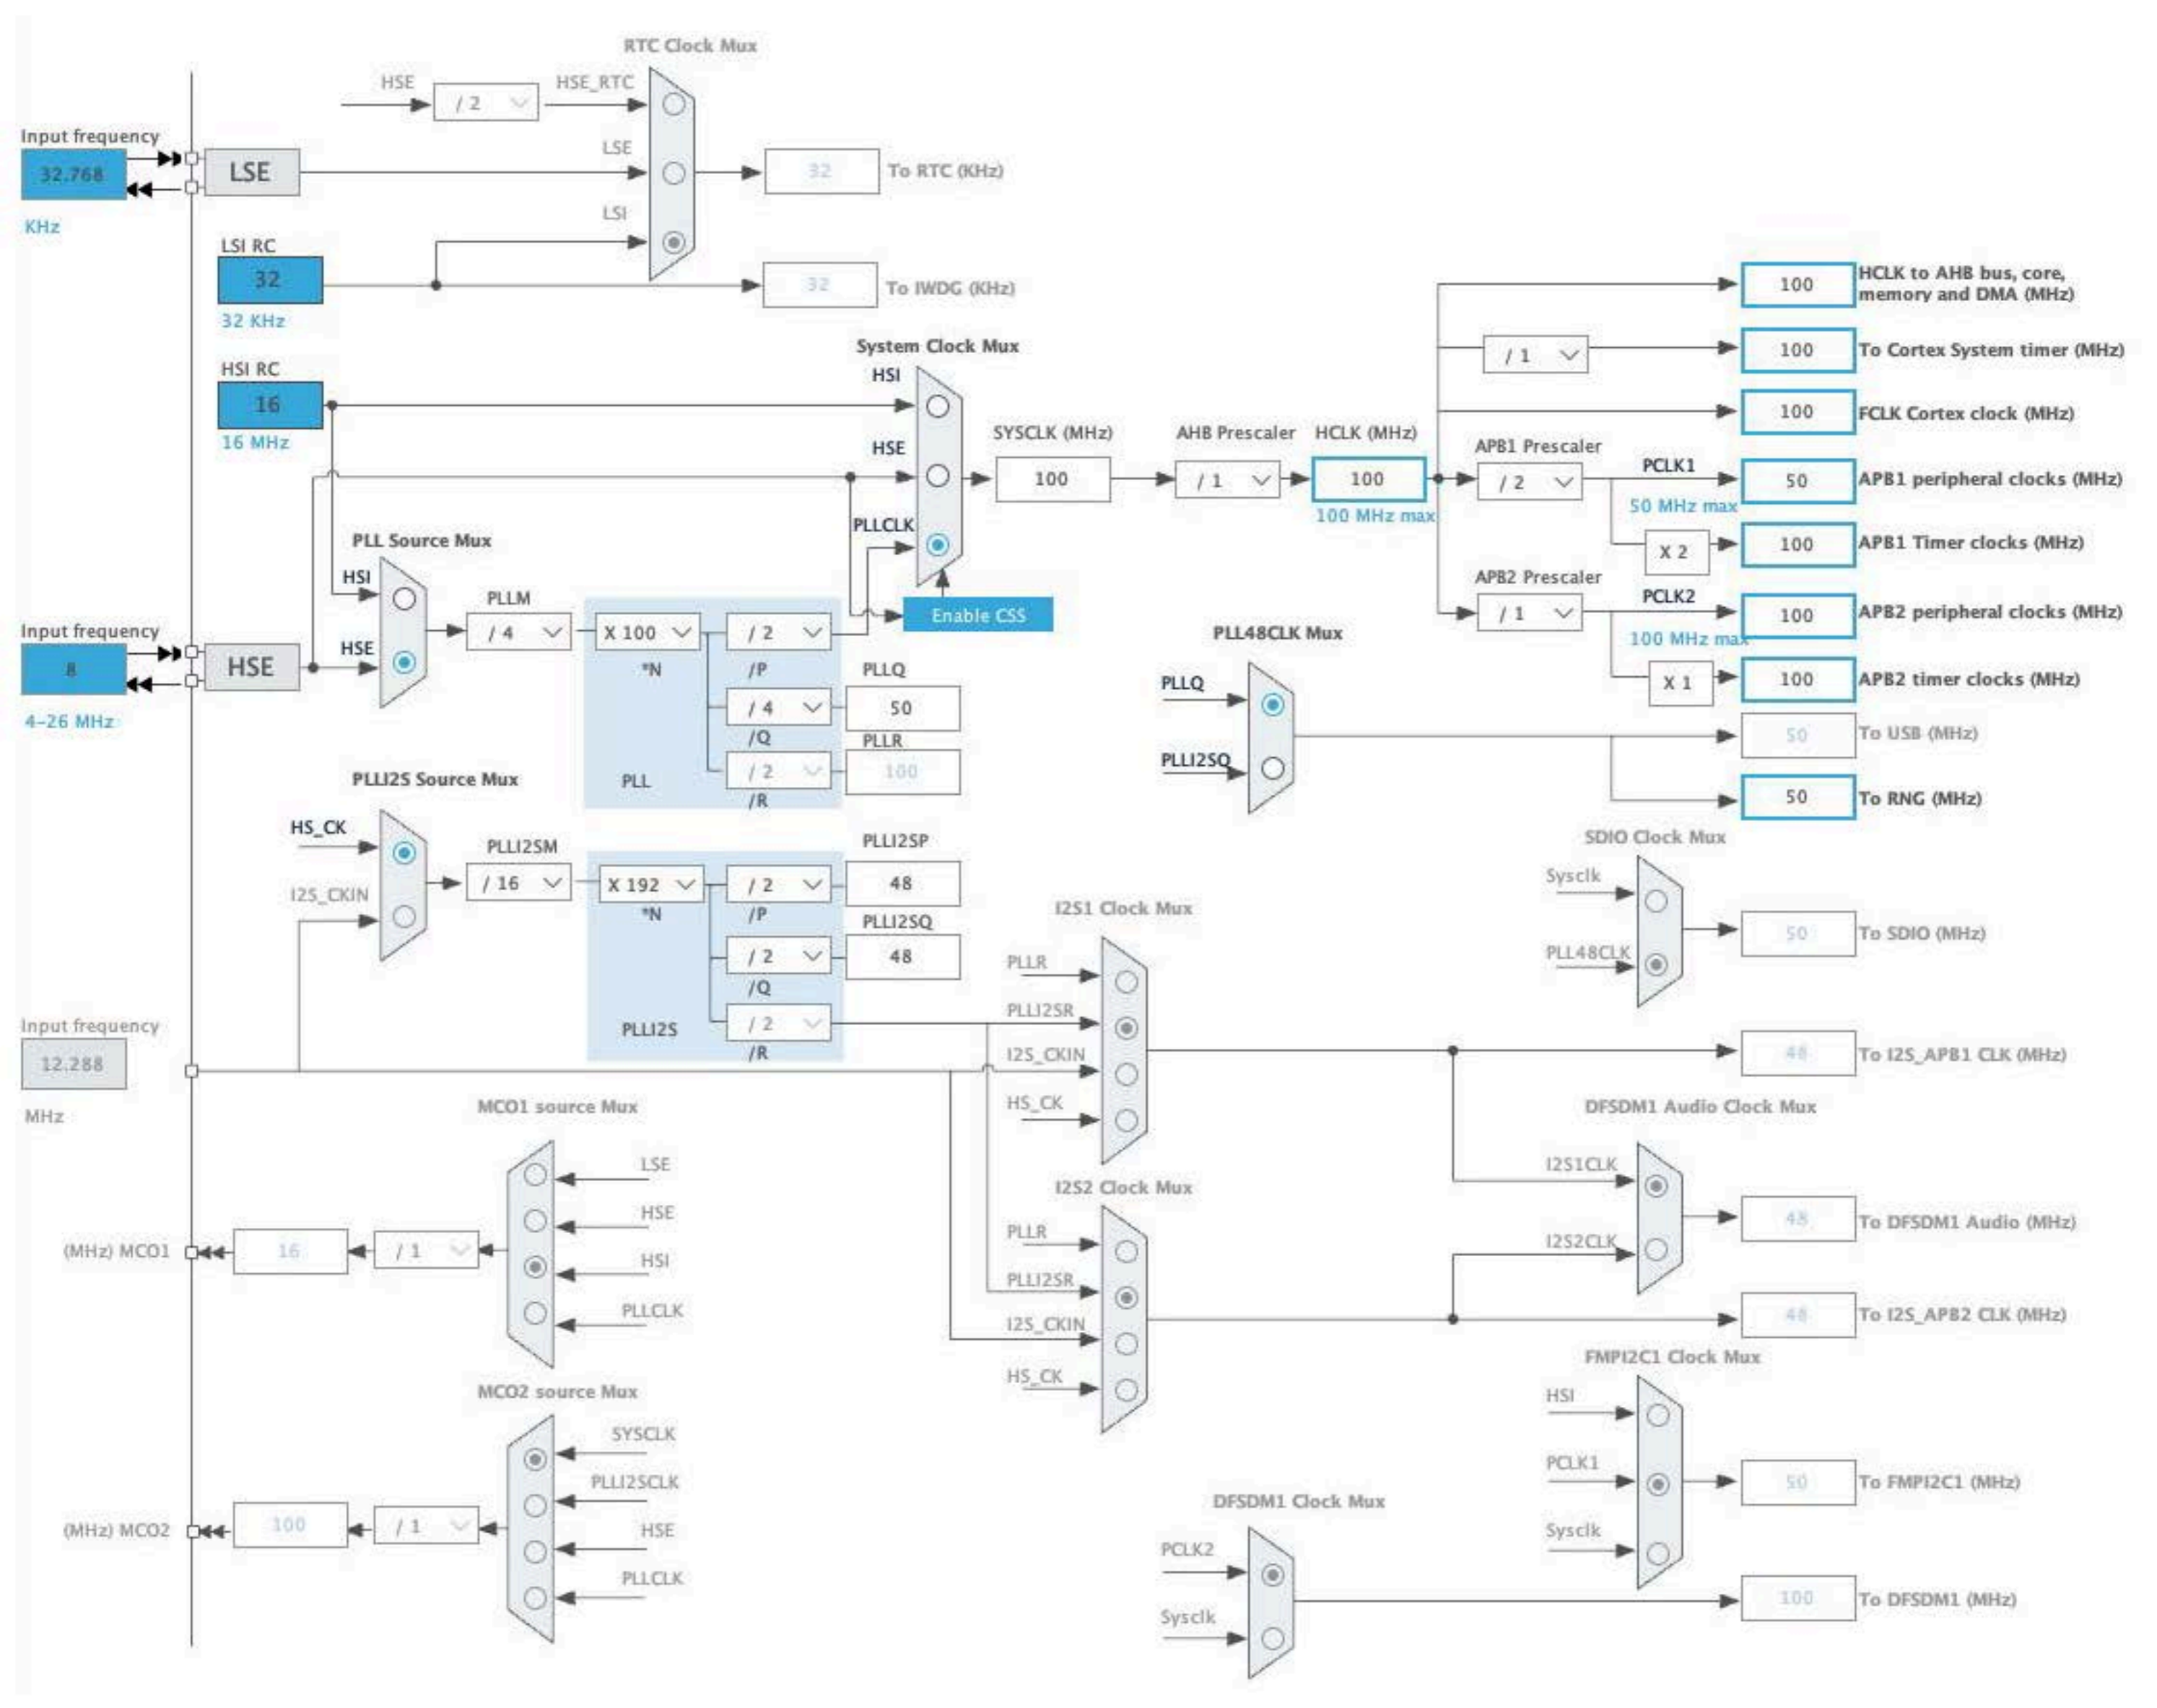 RTC Clock Mux
HSE
/ 2
HSE_RTC
Input frequency
32.768
KHz
LSE
LSE
32
To RTC (KHz)
LSI
LSI RC
32
32 KHz
32
To IWDG (KHz)
HSI RC
16
16 MHz
System Clock Mux
HSI
HSE
PLLCLK
SYSCLK (MHz)
100
AHB Prescaler
/ 1
HCLK (MHz)
100
100 MHz max
100
HCLK to AHB bus, core,
memory and DMA (MHz)
/ 1
100
To Cortex System timer (MHz)
100
FCLK Cortex clock (MHz)
APB1 Prescaler
/ 2
PCLK1
50 MHz max
50
APB1 peripheral clocks (MHz)
X 2
100
APB1 Timer clocks (MHz)
APB2 Prescaler
/ 1
PCLK2
100 MHz max
100
APB2 peripheral clocks (MHz)
X 1
100
APB2 timer clocks (MHz)
PLL Source Mux
HSI
HSE
Input frequency
8
4-26 MHz
HSE
PLLM
/ 4
X 100
*N
/ 2
/P
PLLQ
/ 4
50
/Q
PLLR
/ 2
100
/R
PLL
Enable CSS
PLL48CLK Mux
PLLQ
PLLI2SQ
50
To USB (MHz)
50
To RNG (MHz)
PLLI2S Source Mux
HS_CK
I2S_CKIN
PLLI2SM
/ 16
X 192
*N
PLLI2SP
/ 2
48
/P
PLLI2SQ
/ 2
48
/Q
/ 2
/R
PLLI2S
SDIO Clock Mux
Sysclk
PLL48CLK
50
To SDIO (MHz)
I2S1 Clock Mux
PLLR
PLLI2SR
I2S_CKIN
HS_CK
48
To I2S_APB1 CLK (MHz)
Input frequency
12.288
MHz
DFSDM1 Audio Clock Mux
I2S1CLK
I2S2CLK
48
To DFSDM1 Audio (MHz)
I2S2 Clock Mux
PLLR
PLLI2SR
I2S_CKIN
HS_CK
48
To I2S_APB2 CLK (MHz)
MCO1 source Mux
LSE
HSE
HSI
PLLCLK
(MHz) MCO1
16
/ 1
MCO2 source Mux
SYSCLK
PLLI2SCLK
HSE
PLLCLK
(MHz) MCO2
100
/ 1
FMPI2C1 Clock Mux
HSI
PCLK1
Sysclk
50
To FMPI2C1 (MHz)
DFSDM1 Clock Mux
PCLK2
Sysclk
100
To DFSDM1 (MHz)